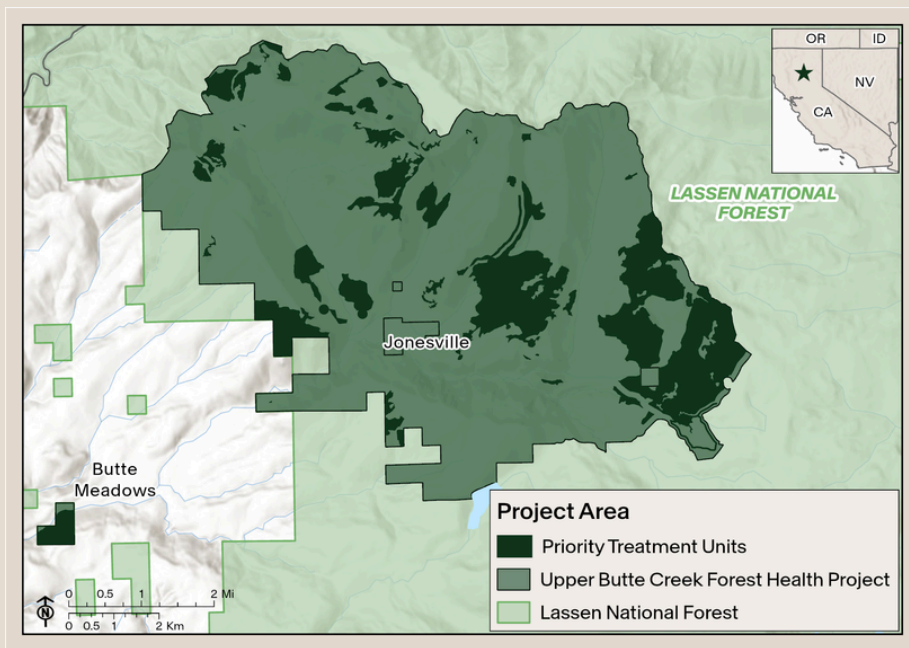 OR
ID
NV
CA
LASSEN NATIONAL
FOREST
Jonesville
Butte
Meadows
Project Area
Priority Treatment Units
Upper Butte Creek Forest Health Project
Lassen National Forest
N
0 0.5 1 2 Mi
0 0.5 1 2 Km